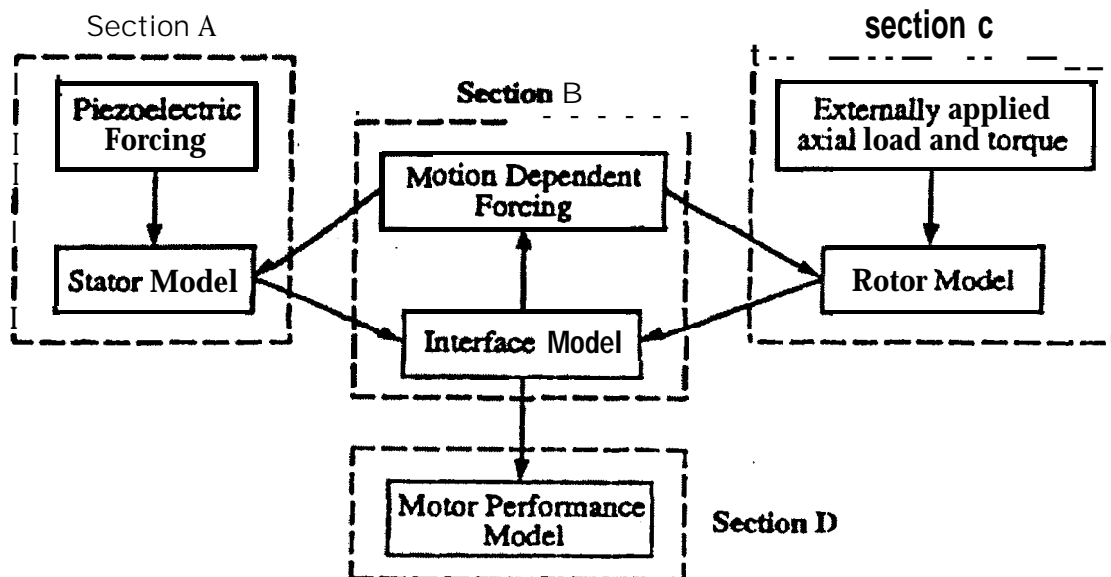 Section A
section c
Piezoelectric
Forcing
Section B
Externally applied
axial load and torque
Motion Dependent
Forcing
Stator Model
Rotor Model
Interface Model
Motor Performance
Model
Section D